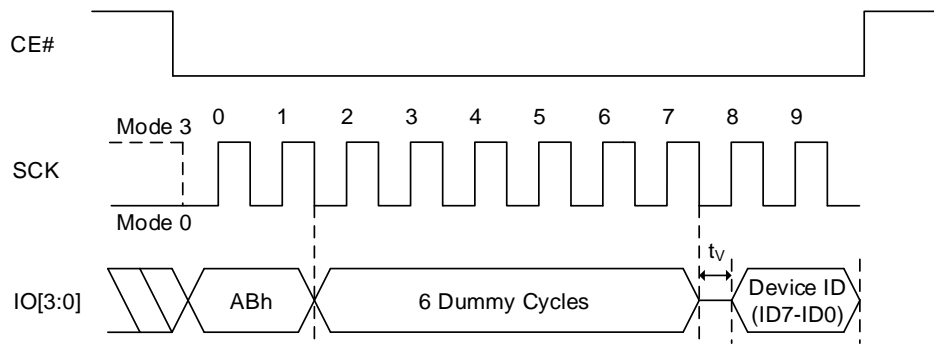 CE#
Mode 3
0 1 2 3 4 5 6 7 8 9
SCK
Mode 0
tV
IO[3:0]
ABh
6 Dummy Cycles
Device ID
(ID7-ID0)